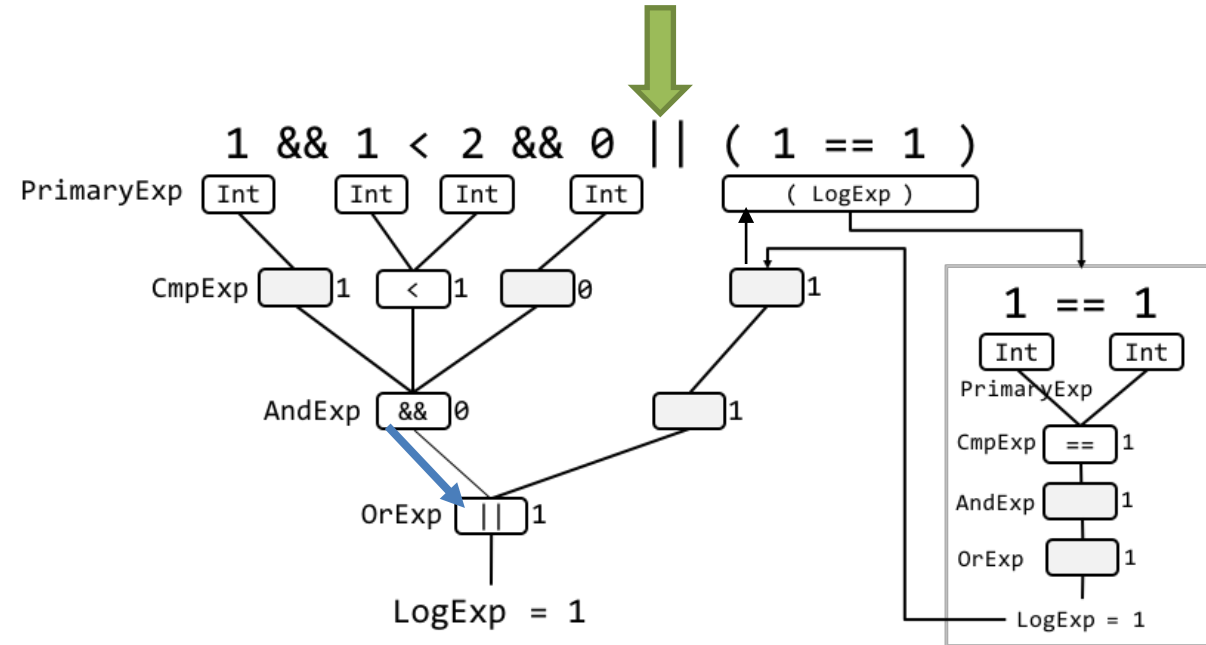 1 && 1 < 2 && 0 || ( 1 == 1 )
PrimaryExp Int Int Int Int ( LogExp )
CmpExp 1 < 1 0 1
AndExp && 0 1
OrExp || 1
LogExp = 1
1 == 1
Int Int
PrimaryExp
CmpExp == 1
AndExp 1
OrExp 1
LogExp = 1